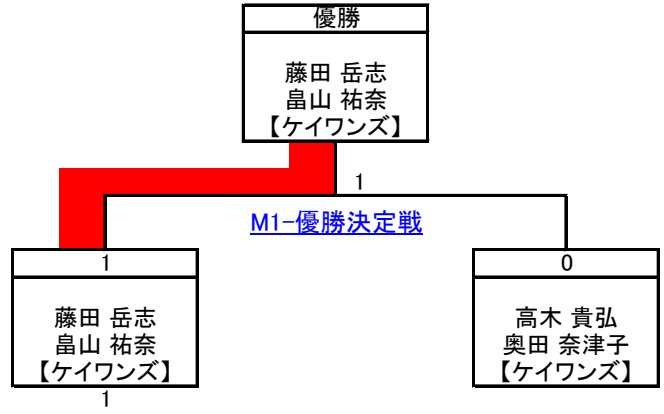 優勝
藤田 岳志
畠山 祐奈
【ケイワンズ】
1
M1-優勝決定戦
1
藤田 岳志
畠山 祐奈
【ケイワンズ】
1
0
高木 貴弘
奥田 奈津子
【ケイワンズ】